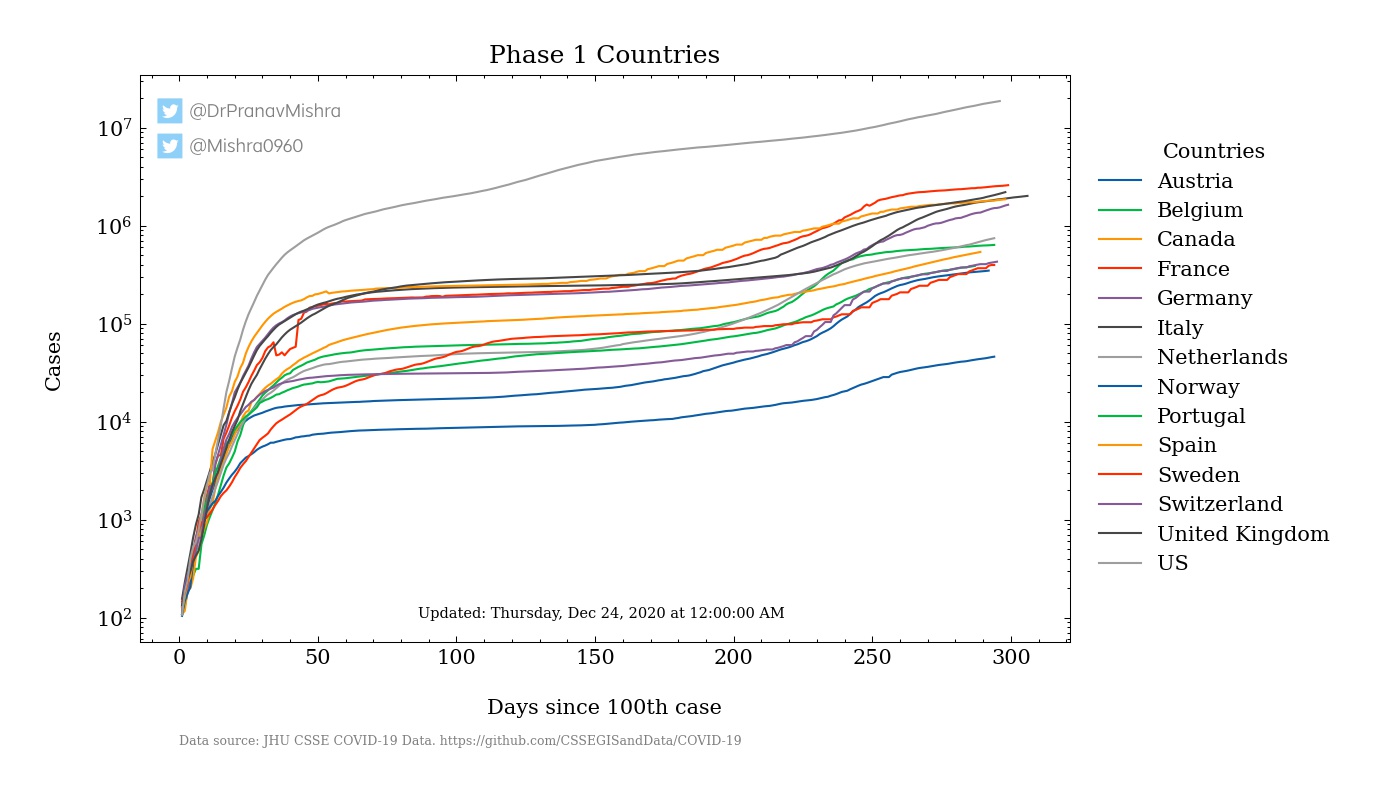 Phase 1 Countries
@DrPranavMishra
@Mishra0960
10⁷
10⁶
10⁵
10⁴
10³
10²
Cases
Updated: Thursday, Dec 24, 2020 at 12:00:00 AM
0 50 100 150 200 250 300
Days since 100th case
Data source: JHU CSSE COVID-19 Data. https://github.com/CSSEGISandData/COVID-19
Countries
Austria
Belgium
Canada
France
Germany
Italy
Netherlands
Norway
Portugal
Spain
Sweden
Switzerland
United Kingdom
US